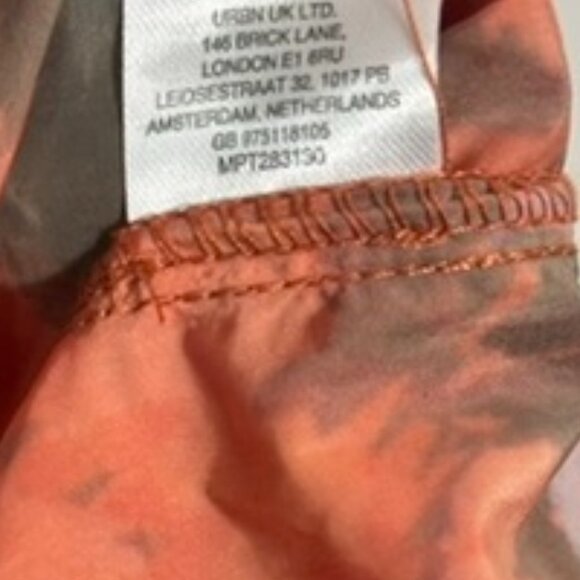 URBN UK LTD.
146 BRICK LANE,
LONDON E1 6RU
LEIDSESTRAAT 32, 1017 PB
AMSTERDAM, NETHERLANDS
GB 975118105
MPT283130